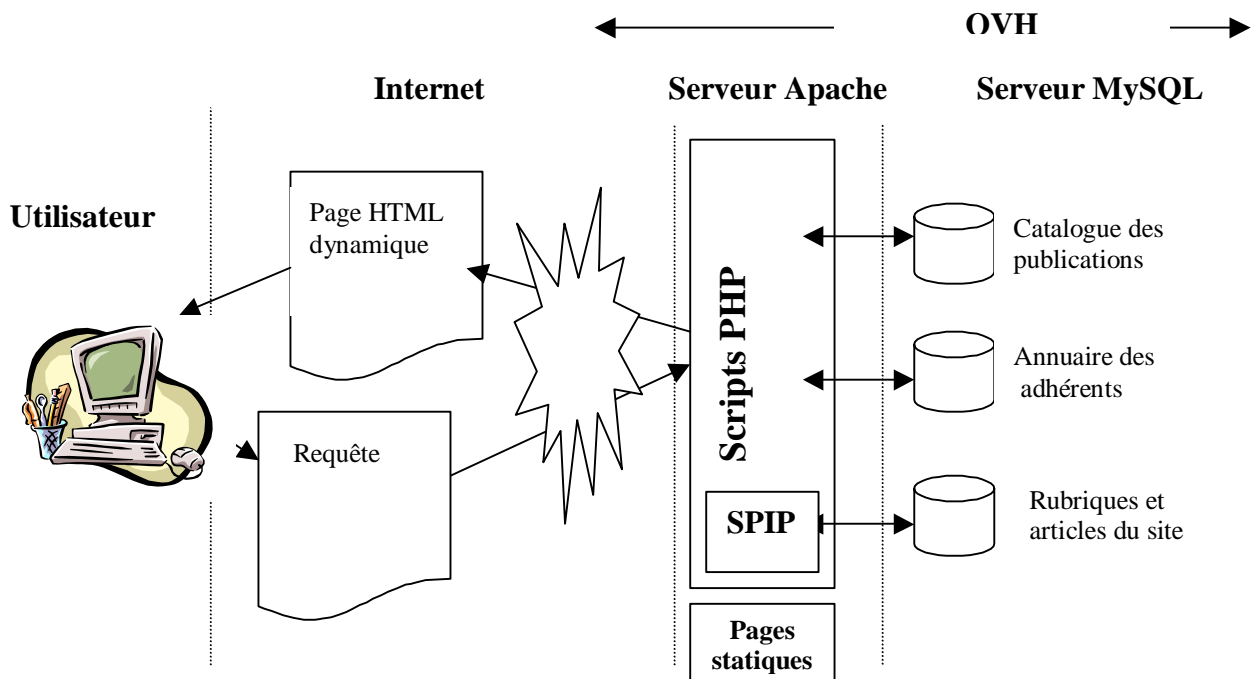 OVH
Internet
Serveur Apache
Serveur MySQL
Utilisateur
Page HTML
dynamique
Requête
Scripts PHP
SPIP
Pages
statiques
Catalogue des
publications
Annuaire des
adhérents
Rubriques et
articles du site